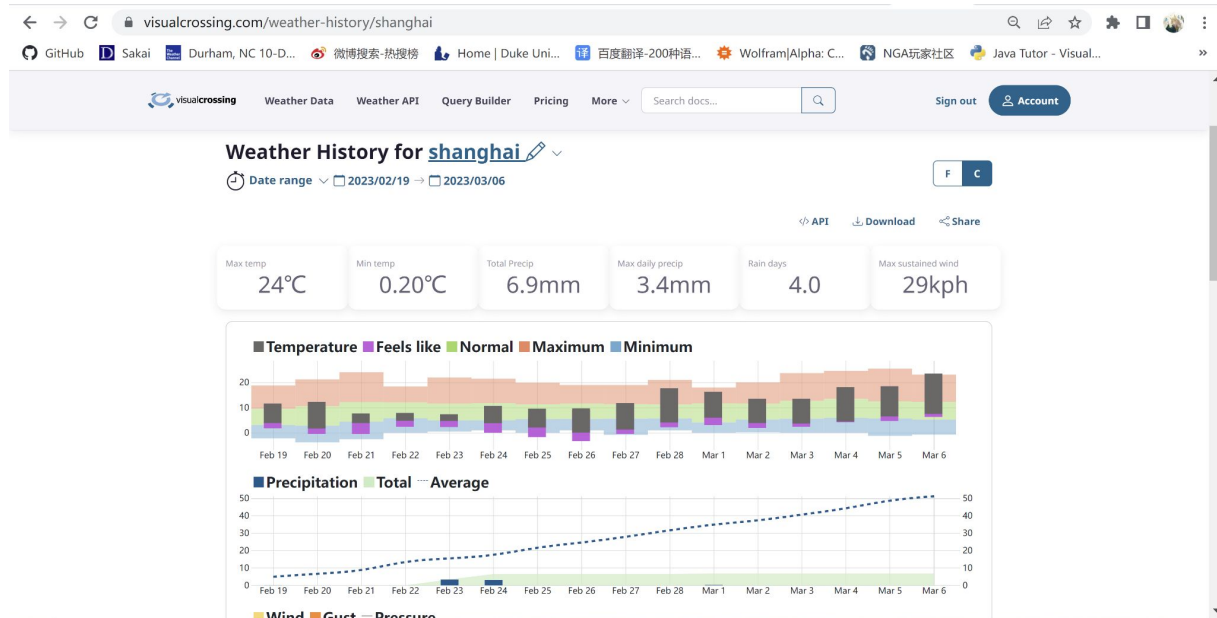 visualcrossing.com/weather-history/shanghai
GitHub Sakai Durham, NC 10-D... 微博搜索-热搜榜 Home | Duke Uni... 百度翻译-200种语... Wolfram|Alpha: C... NGA玩家社区 Java Tutor - Visual... »
visualcrossing Weather Data Weather API Query Builder Pricing More Search docs... Sign out Account
Weather History for shanghai
Date range 2023/02/19 → 2023/03/06
F C
</> API Download Share
Max temp Min temp Total Precip Max daily precip Rain days Max sustained wind
24℃ 0.20℃ 6.9mm 3.4mm 4.0 29kph
Temperature Feels like Normal Maximum Minimum
20
10
0
Feb 19 Feb 20 Feb 21 Feb 22 Feb 23 Feb 24 Feb 25 Feb 26 Feb 27 Feb 28 Mar 1 Mar 2 Mar 3 Mar 4 Mar 5 Mar 6
Precipitation Total Average
50 50
40 40
30 30
20 20
10 10
0 0
Feb 19 Feb 20 Feb 21 Feb 22 Feb 23 Feb 24 Feb 25 Feb 26 Feb 27 Feb 28 Mar 1 Mar 2 Mar 3 Mar 4 Mar 5 Mar 6
Wind Gust Pressure